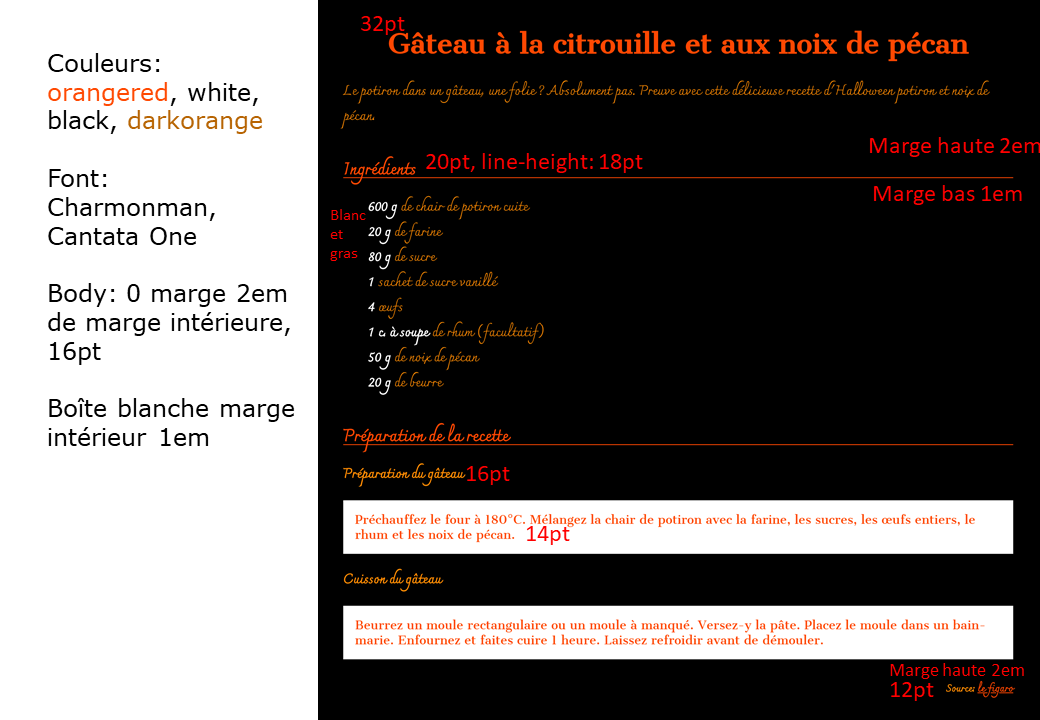 Couleurs:
orangered, white,
black, darkorange
Font:
Charmonman,
Cantata One
Body: 0 marge 2em
de marge intérieure,
16pt
Boîte blanche marge
intérieur 1em
32pt
Gâteau à la citrouille et aux noix de pécan
Le potiron dans un gâteau, une folie ? Absolument pas. Preuve avec cette délicieuse recette d'Halloween potiron et noix de
pécan.
Marge haute 2em
Ingrédients 20pt, line-height: 18pt
Marge bas 1em
Blanc
et
gras
600 g de chair de potiron cuite
20 g de farine
80 g de sucre
1 sachet de sucre vanillé
4 œufs
1 c. à soupe de rhum (facultatif)
50 g de noix de pécan
20 g de beurre
Préparation de la recette
Préparation du gâteau 16pt
Préchauffez le four à 180°C. Mélangez la chair de potiron avec la farine, les sucres, les œufs entiers, le
rhum et les noix de pécan. 14pt
Cuisson du gâteau
Beurrez un moule rectangulaire ou un moule à manqué. Versez-y la pâte. Placez le moule dans un bain-
marie. Enfournez et faites cuire 1 heure. Laissez refroidir avant de démouler.
Marge haute 2em
12pt Source: le figaro